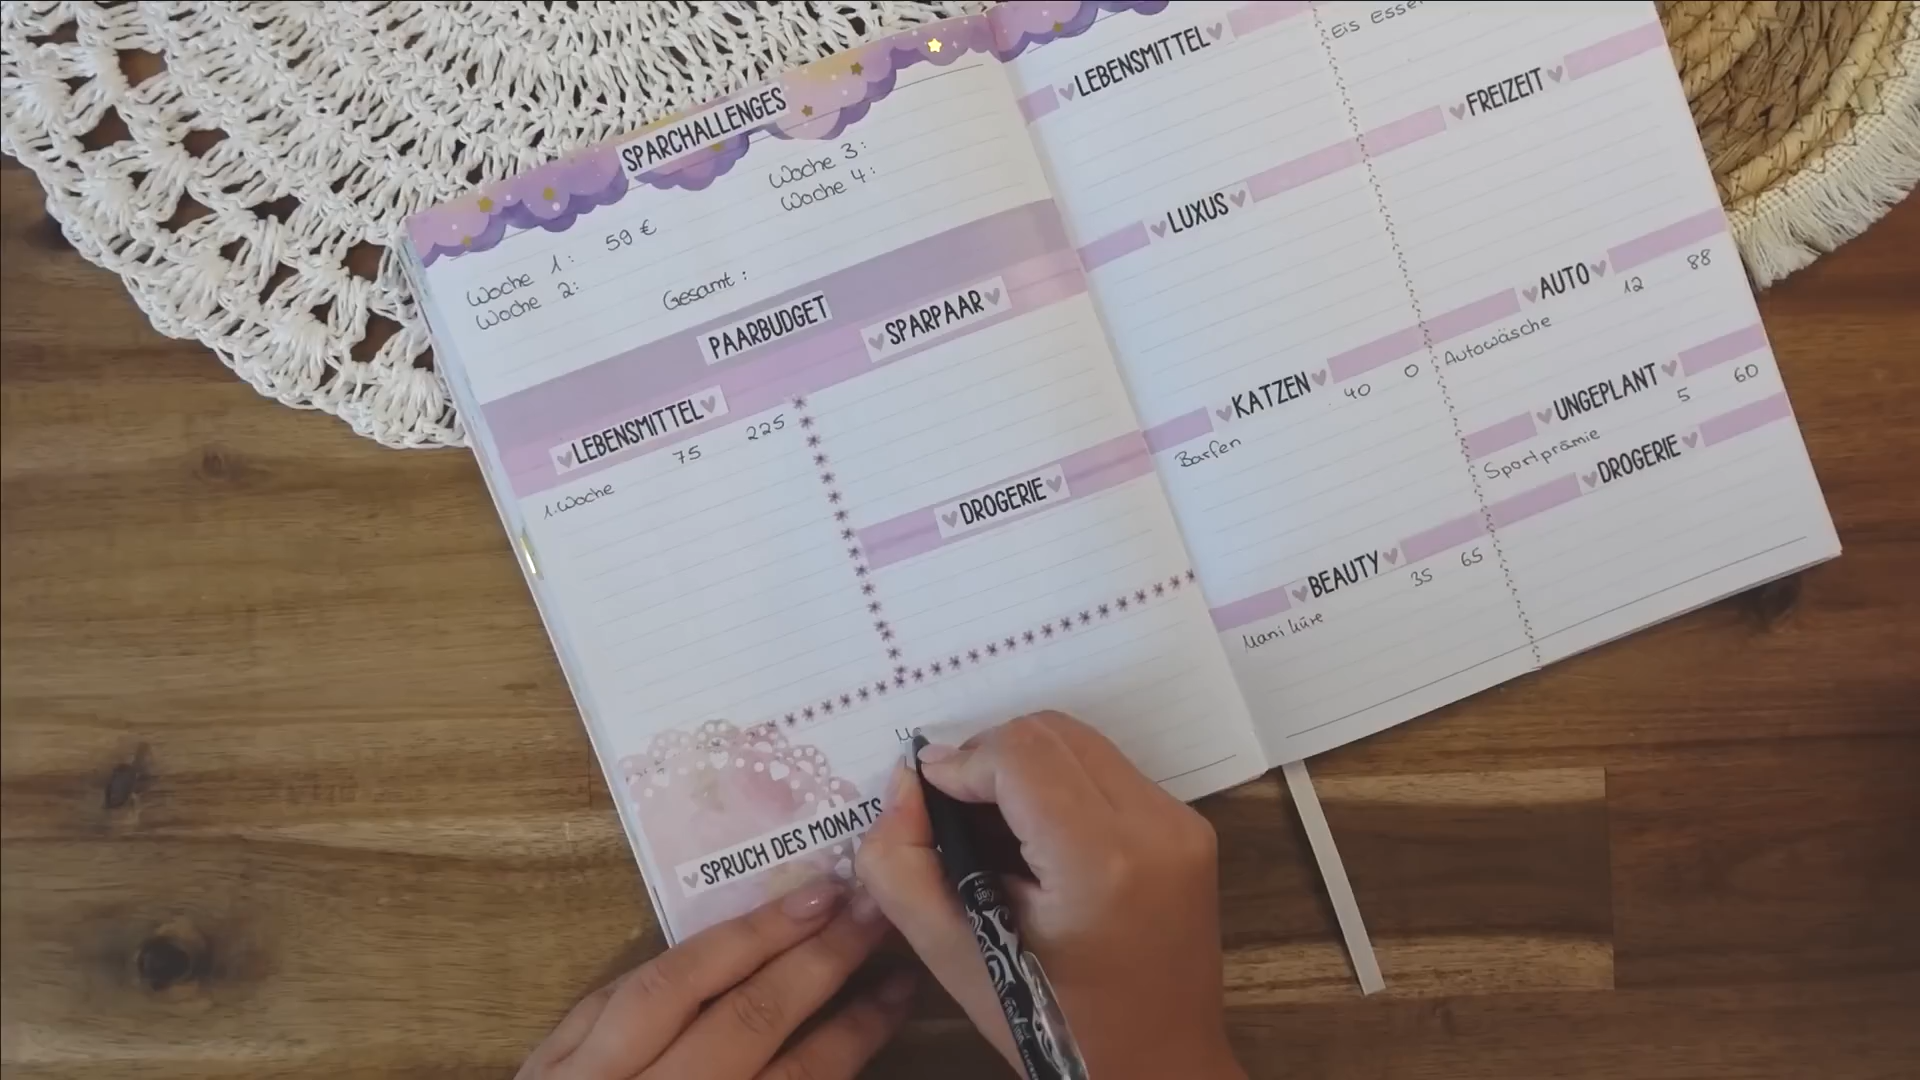 SPARCHALLENGES
Woche 1: 59 €
Woche 2:
Woche 3:
Woche 4:
Gesamt:
PAARBUDGET
LEBENSMITTEL
75 225
1. Woche
SPARPAAR
DROGERIE
SPRUCH DES MONATS
LEBENSMITTEL
LUXUS
KATZEN
Barfen 40 0
BEAUTY
Maniküre 35 65
Eis essen
FREIZEIT
AUTO
Autowäsche 12 88
UNGEPLANT
Sportprämie 5 60
DROGERIE